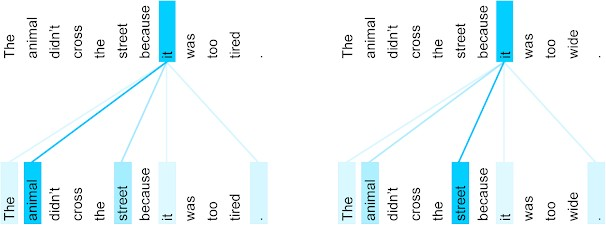 The animal didn't cross the street because it was too tired .
The animal didn't cross the street because it was too wide .
The animal didn't cross the street because it was too tired .
The animal didn't cross the street because it was too wide .